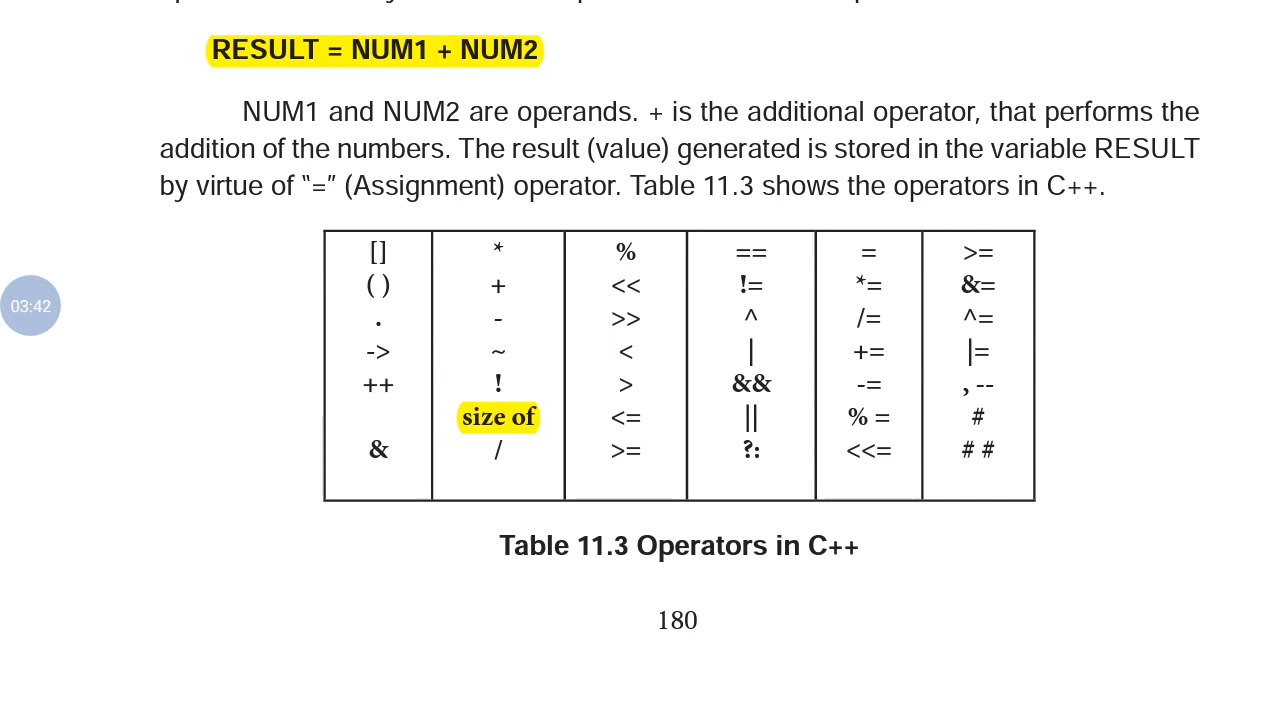 RESULT = NUM1 + NUM2
NUM1 and NUM2 are operands. + is the additional operator, that performs the
addition of the numbers. The result (value) generated is stored in the variable RESULT
by virtue of “=” (Assignment) operator. Table 11.3 shows the operators in C++.
[] * % == = >=
( ) + << != *= &=
. - >> ^ /= ^=
-> ~ < | += |=
++ ! > && -= , --
size of <= || % = #
& / >= ?: <<= # #
Table 11.3 Operators in C++
180
03:42